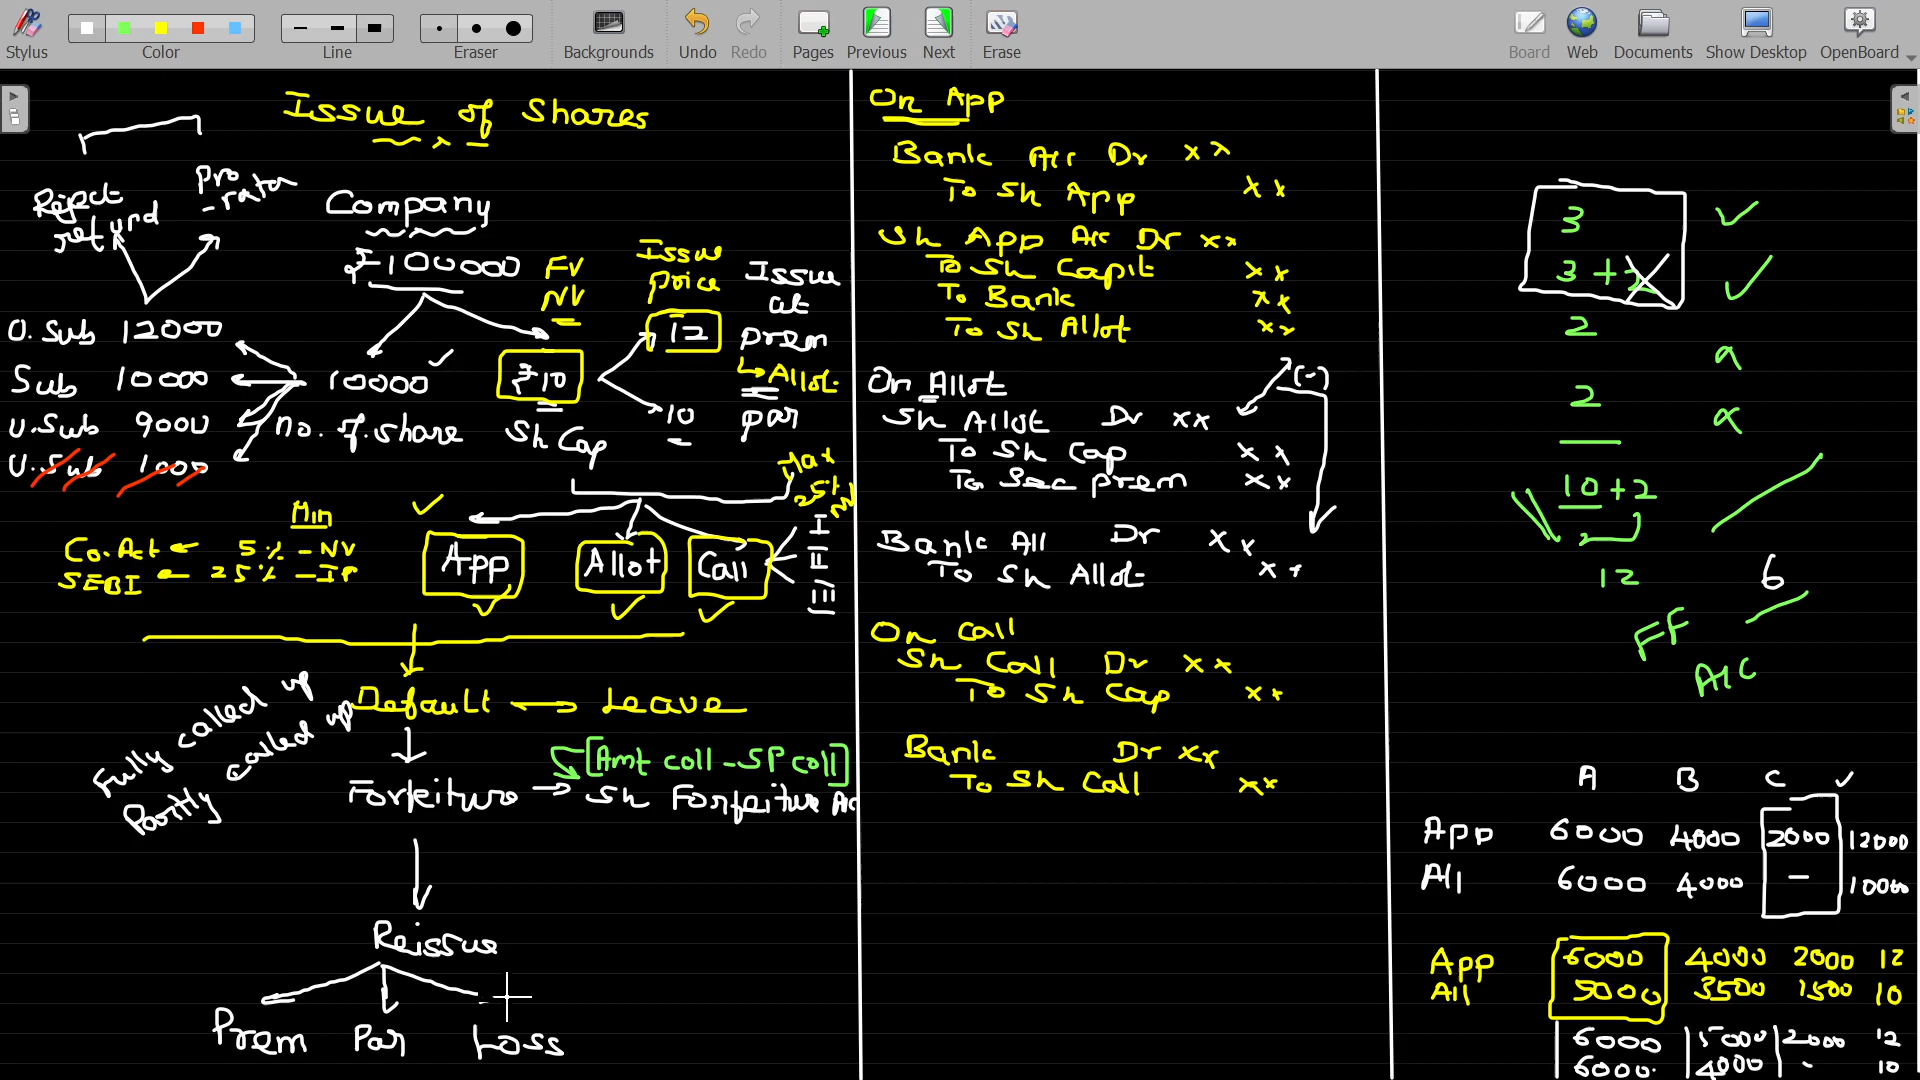 Stylus
Color
Line
Eraser
Backgrounds
Undo
Redo
Pages
Previous
Next
Erase
Board
Web
Documents
Show Desktop
OpenBoard
Issue of Shares
Reject
refund
Pro
- rata
Company
₹100000
FV
NV
Issue
Price
Issue
at
prem
Allot
par
O.Sub 12000
Sub 10000
U.Sub 9000
U.Sub 1000
10000
no. of. share
₹10
Sh Cap
12
10
Max
25%
Min
Co. Act 5% - NV
SEBI 25% - IP
App
Allot
Call
I
II
III
Default
Leave
Fully called up
Partly called up
[Amt coll - SP coll]
Forfeiture
Sh Forfeiture Ac
Reissue
Prem Par Loss
On App
Bank A/c Dr xx
To Sh App xx
Sh App A/c Dr xx
To Sh Capit xx
To Bank xx
To Sh Allot xx
(-)
On Allot
Sh Allot Dr xx
To Sh Cap xx
To Sec prem xx
Bank All Dr xx
To Sh Allot xx
On Call
Sh Call Dr xx
To Sh Cap xx
Bank Dr xx
To Sh Call xx
3
3 + 2
2
2
10 + 2
2
12
a
a
6
FF
A/C
A B C
App 6000 4000 2000 12000
All 6000 4000 - 10000
App 6000 4000 2000 12
All 5000 3500 1500 10
6000 5000 2000 12
6000 4000 - 10